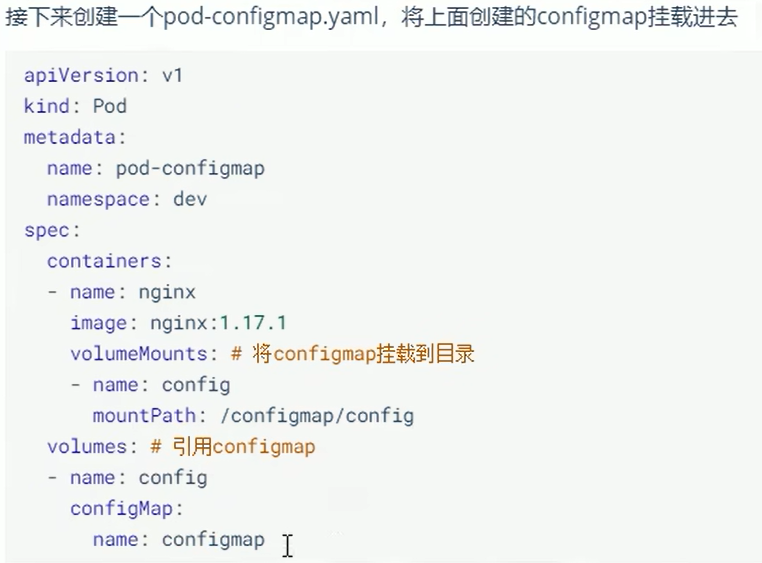 接下来创建一个pod-configmap.yaml，将上面创建的configmap挂载进去
apiVersion: v1
kind: Pod
metadata:
  name: pod-configmap
  namespace: dev
spec:
  containers:
  - name: nginx
    image: nginx:1.17.1
    volumeMounts: # 将configmap挂载到目录
    - name: config
      mountPath: /configmap/config
  volumes: # 引用configmap
  - name: config
    configMap:
      name: configmap